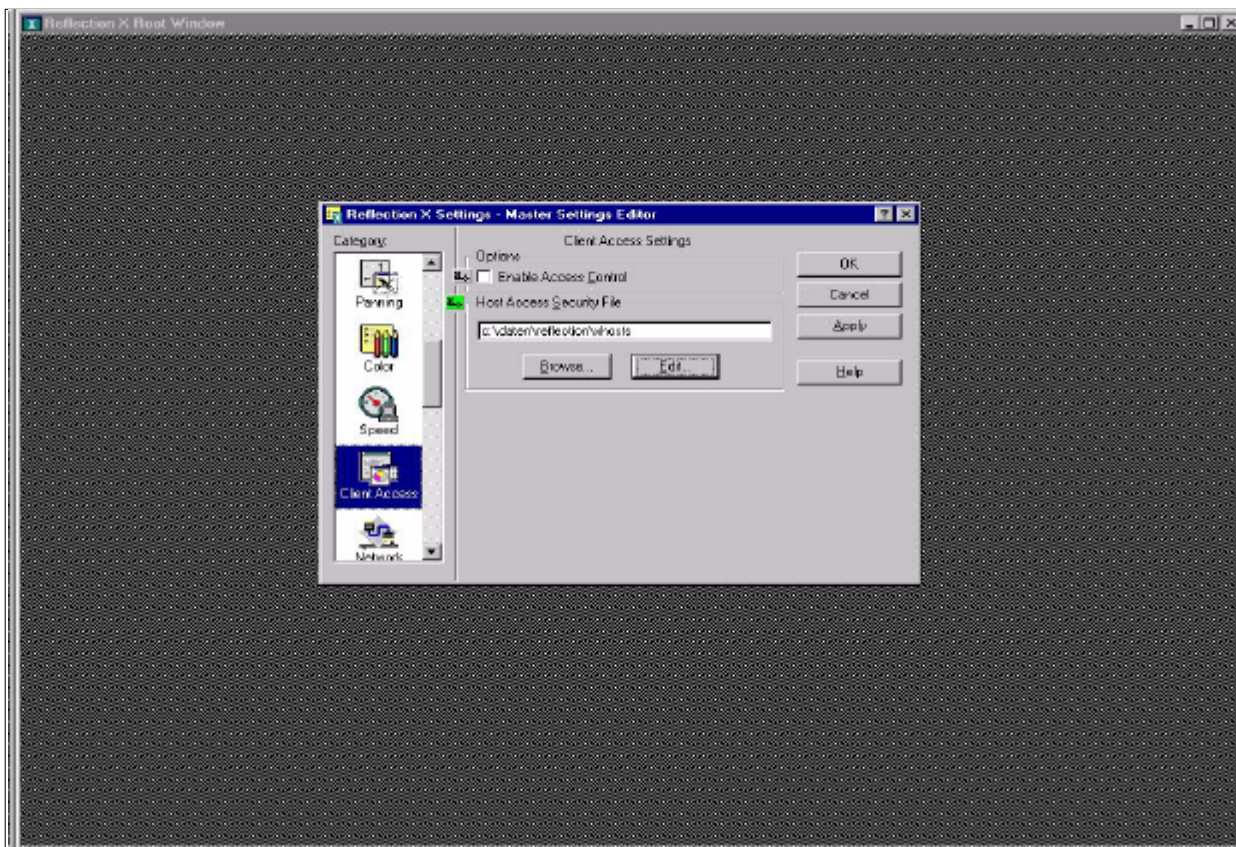 Reflection X Root Window
Reflection X Settings - Master Settings Editor
Category:
Panning
Color
Speed
Client Access
Network
Client Access Settings
Options
Enable Access Control
Host Access Security File
c:\daten\reflection\xhosts
Browse...
Edit...
OK
Cancel
Apply
Help